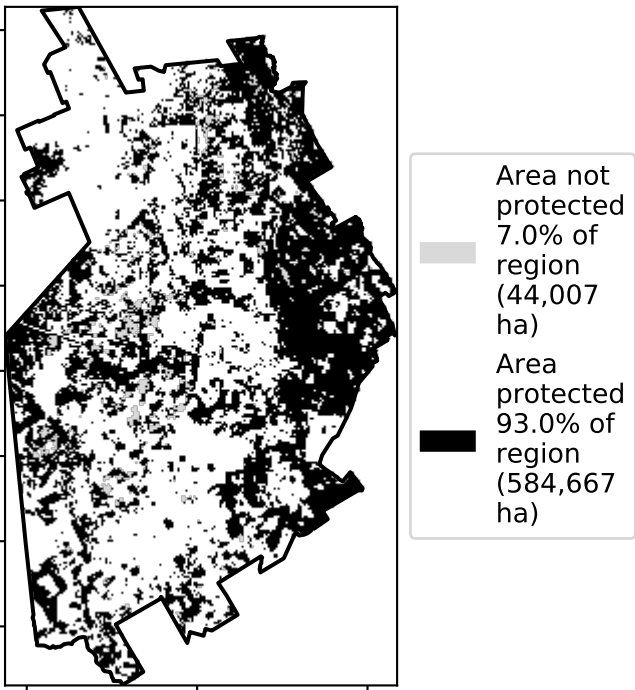 Area not
protected
7.0% of
region
(44,007
ha)
Area
protected
93.0% of
region
(584,667
ha)